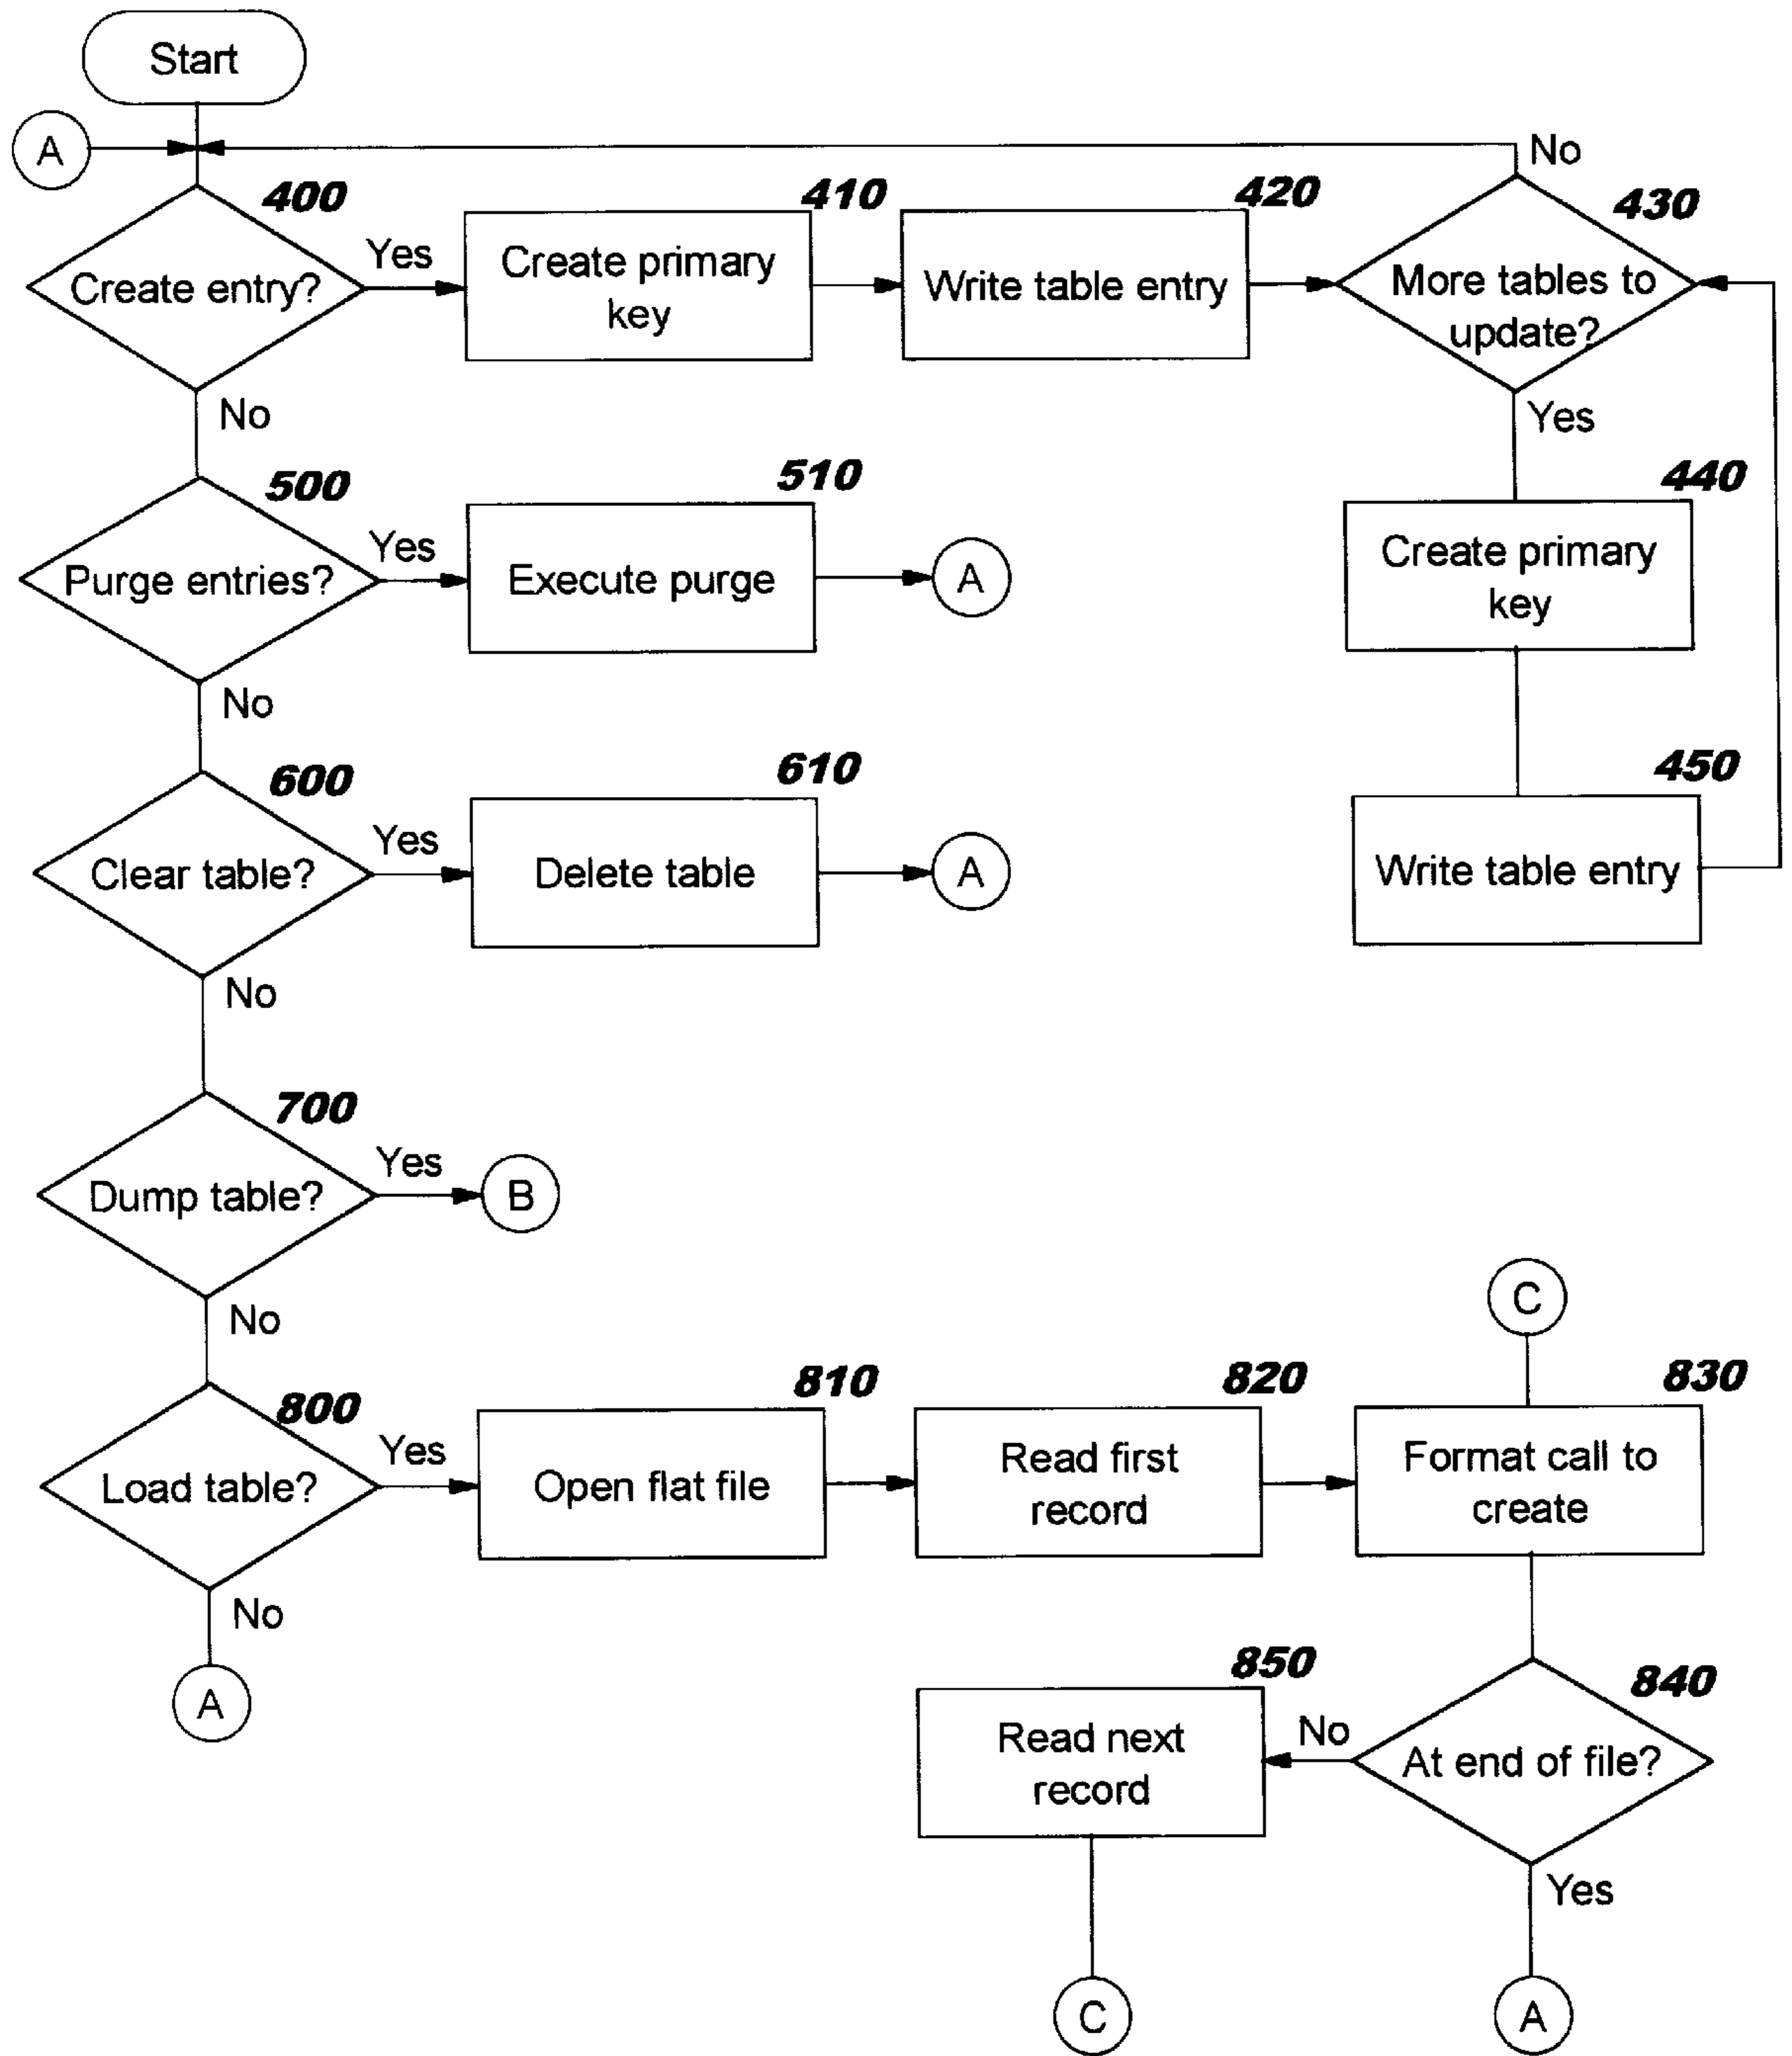 Start
A
No
400
410
420
430
Create entry?
Yes
Create primary
key
Write table entry
More tables to
update?
No
Yes
500
510
440
Purge entries?
Yes
Execute purge
A
Create primary
key
No
600
610
450
Clear table?
Yes
Delete table
A
Write table entry
No
700
Dump table?
Yes
B
No
C
800
810
820
830
Load table?
Yes
Open flat file
Read first
record
Format call to
create
No
A
850
840
Read next
record
No
At end of file?
Yes
C
A